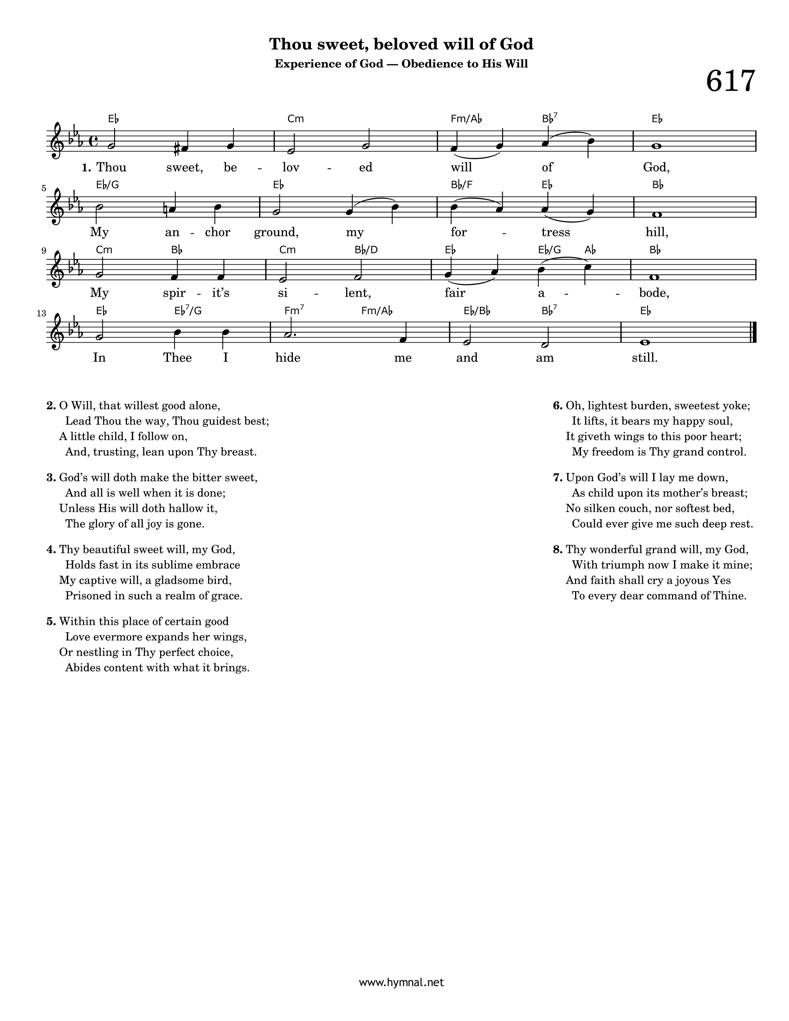 Thou sweet, beloved will of God
Experience of God — Obedience to His Will
617
E♭ Cm Fm/A♭ B♭7 E♭
1. Thou sweet, be - lov - ed will of God,
5
E♭/G E♭ B♭/F E♭ B♭
My an - chor ground, my for - tress hill,
9
Cm B♭ Cm B♭/D E♭ E♭/G A♭ B♭
My spir - it's si - lent, fair a - - bode,
13
E♭ E♭7/G Fm7 Fm/A♭ E♭/B♭ B♭7 E♭
In Thee I hide me and am still.
2. O Will, that willest good alone,
Lead Thou the way, Thou guidest best;
A little child, I follow on,
And, trusting, lean upon Thy breast.
3. God's will doth make the bitter sweet,
And all is well when it is done;
Unless His will doth hallow it,
The glory of all joy is gone.
4. Thy beautiful sweet will, my God,
Holds fast in its sublime embrace
My captive will, a gladsome bird,
Prisoned in such a realm of grace.
5. Within this place of certain good
Love evermore expands her wings,
Or nestling in Thy perfect choice,
Abides content with what it brings.
6. Oh, lightest burden, sweetest yoke;
It lifts, it bears my happy soul,
It giveth wings to this poor heart;
My freedom is Thy grand control.
7. Upon God's will I lay me down,
As child upon its mother's breast;
No silken couch, nor softest bed,
Could ever give me such deep rest.
8. Thy wonderful grand will, my God,
With triumph now I make it mine;
And faith shall cry a joyous Yes
To every dear command of Thine.
www.hymnal.net